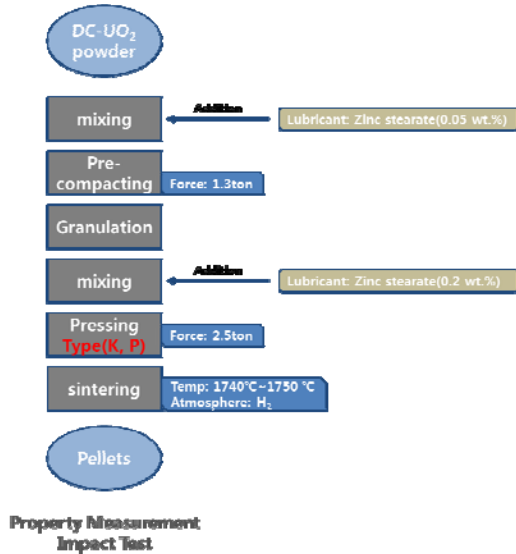 DC-UO₂
powder
mixing
Addition
Lubricant: Zinc stearate(0.05 wt.%)
Pre-
compacting
Force: 1.3ton
Granulation
mixing
Addition
Lubricant: Zinc stearate(0.2 wt.%)
Pressing
Type(K, P)
Force: 2.5ton
sintering
Temp: 1740℃~1750 ℃
Atmosphere: H₂
Pellets
Property Measurement
Impact Test